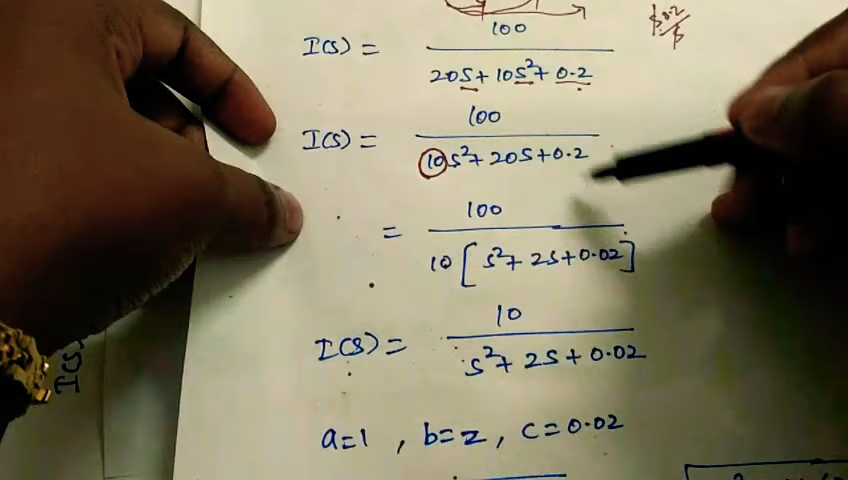 I(s) = 100 / 20s + 10s² + 0.2
I(s) = 100 / 10s² + 20s + 0.2
= 100 / 10 [ s² + 2s + 0.02 ]
I(s) = 10 / s² + 2s + 0.02
a=1 , b=2 , c=0.02
I(s)